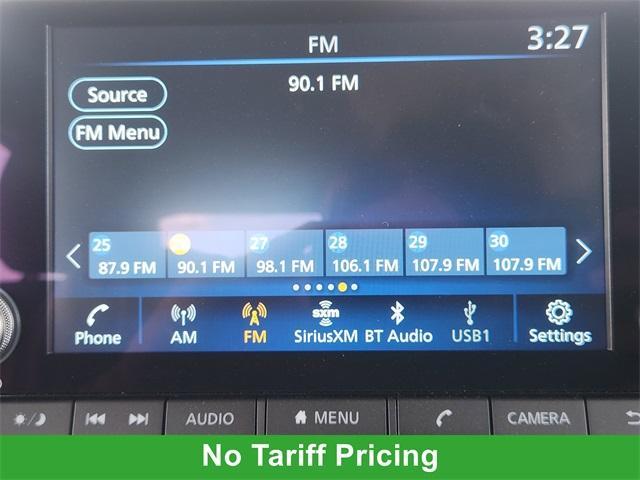 FM
3:27
90.1 FM
Source
FM Menu
25 27 28 29 30
87.9 FM 90.1 FM 98.1 FM 106.1 FM 107.9 FM 107.9 FM
sxm
Phone AM FM SiriusXM BT Audio USB1 Settings
AUDIO MENU CAMERA
No Tariff Pricing